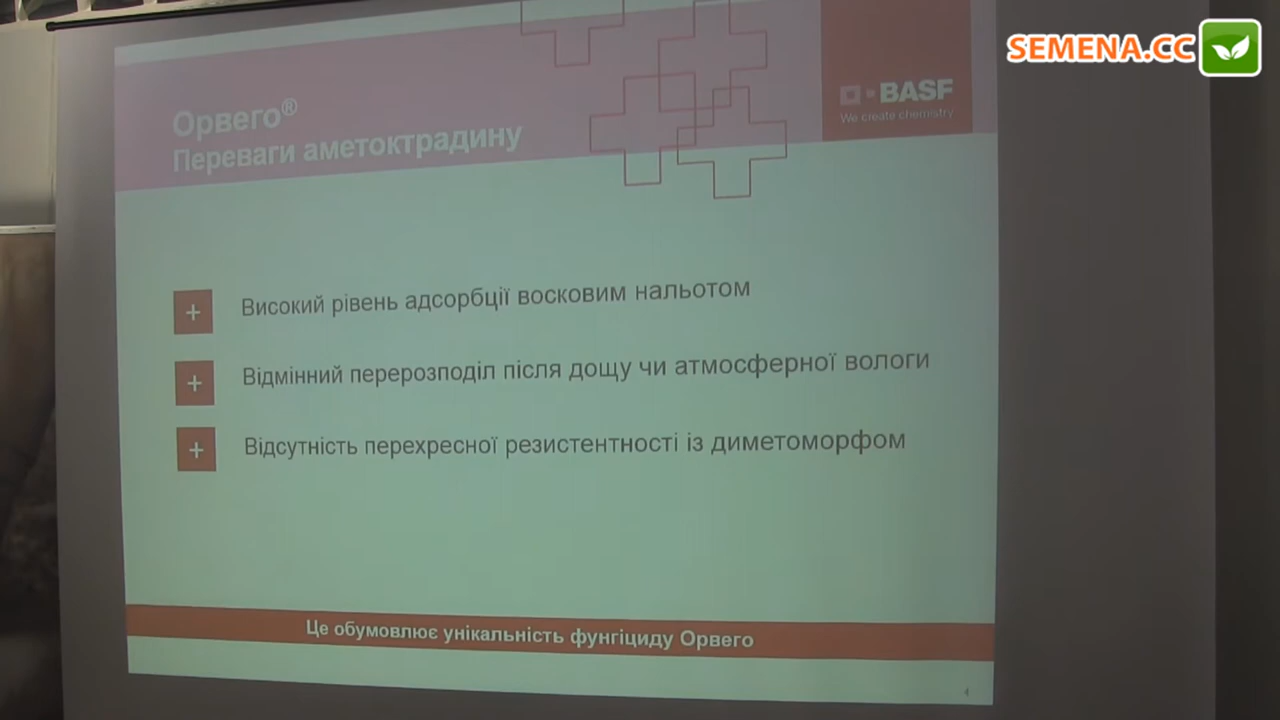 SEMENA.CC
Орвего®
Переваги аметоктрадину
BASF
We create chemistry
Високий рівень адсорбції восковим нальотом
Відмінний перерозподіл після дощу чи атмосферної вологи
Відсутність перехресної резистентності із диметоморфом
Це обумовлює унікальність фунгіциду Орвего
4